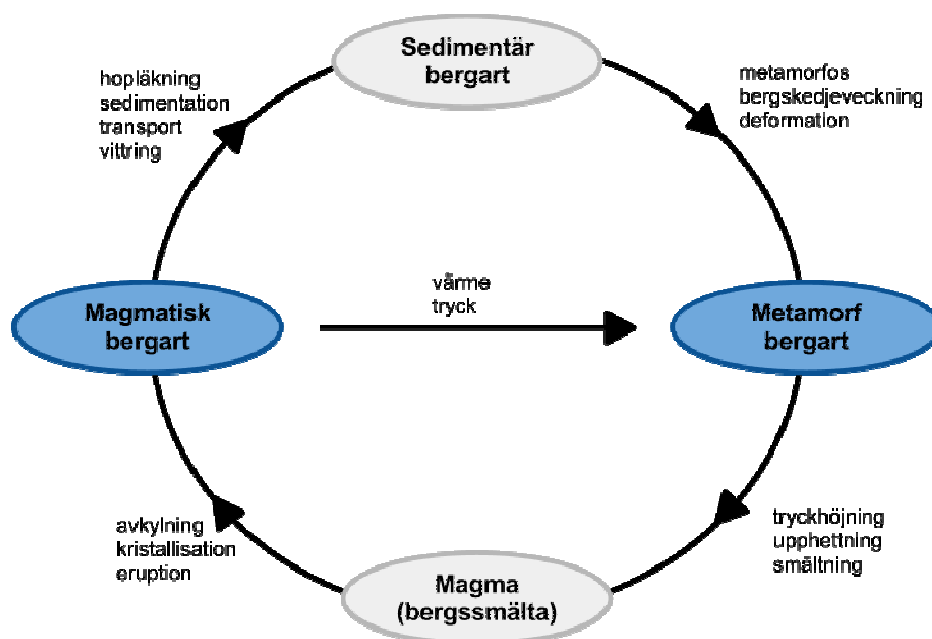 Sedimentär
bergart
hopläkning
sedimentation
transport
vittring
metamorfos
bergskedjeveckning
deformation
värme
tryck
Magmatisk
bergart
Metamorf
bergart
avkylning
kristallisation
eruption
tryckhöjning
upphettning
smältning
Magma
(bergssmälta)